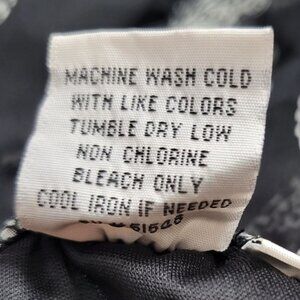 MACHINE WASH COLD
WITH LIKE COLORS
TUMBLE DRY LOW
NON CHLORINE
BLEACH ONLY
COOL IRON IF NEEDED